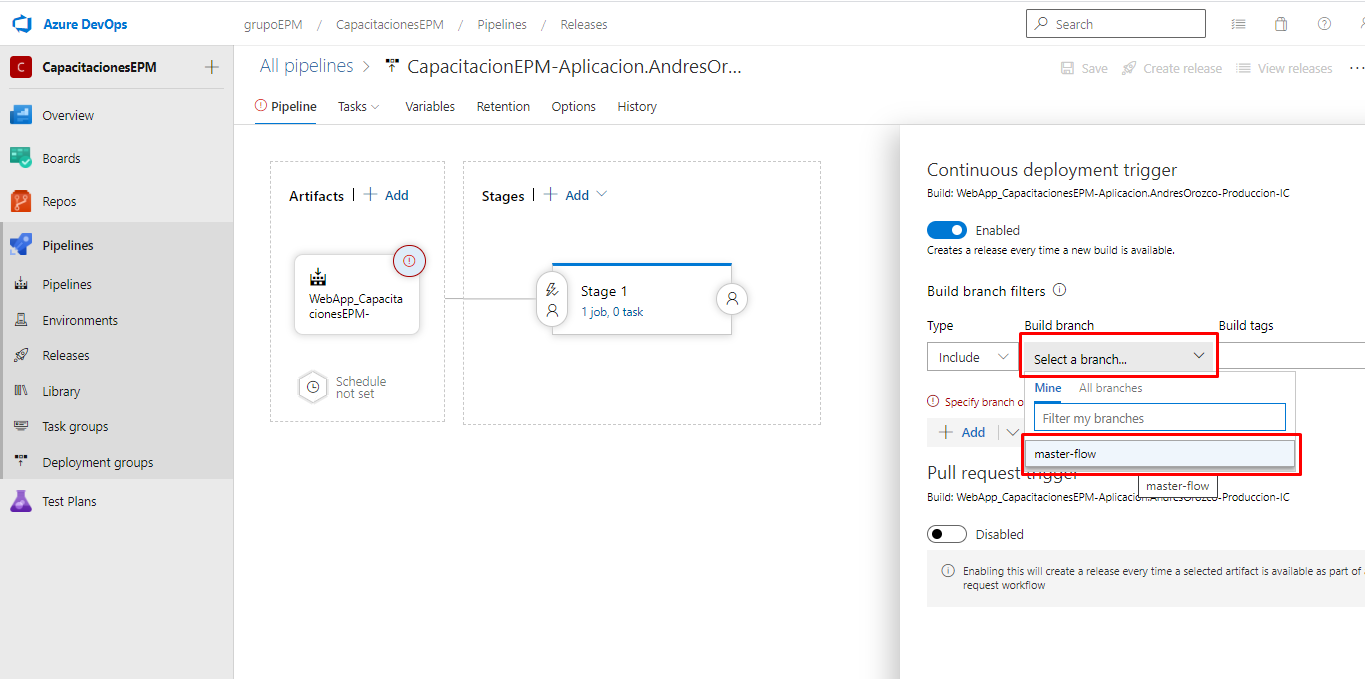 Azure DevOps
grupoEPM / CapacitacionesEPM / Pipelines / Releases
Search
C CapacitacionesEPM
Overview
Boards
Repos
Pipelines
Pipelines
Environments
Releases
Library
Task groups
Deployment groups
Test Plans
All pipelines > CapacitacionEPM-Aplicacion.AndresOr...
Save Create release View releases ...
Pipeline Tasks Variables Retention Options History
Artifacts | + Add
WebApp_Capacita
cionesEPM-
Schedule
not set
Stages | + Add
Stage 1
1 job, 0 task
Continuous deployment trigger
Build: WebApp_CapacitacionesEPM-Aplicacion.AndresOrozco-Produccion-IC
Enabled
Creates a release every time a new build is available.
Build branch filters
Type Build branch Build tags
Include Select a branch...
Mine All branches
Specify branch o
Filter my branches
+ Add
master-flow
Pull request trigger
master-flow
Build: WebApp_CapacitacionesEPM-Aplicacion.AndresOrozco-Produccion-IC
Disabled
Enabling this will create a release every time a selected artifact is available as part of a
request workflow